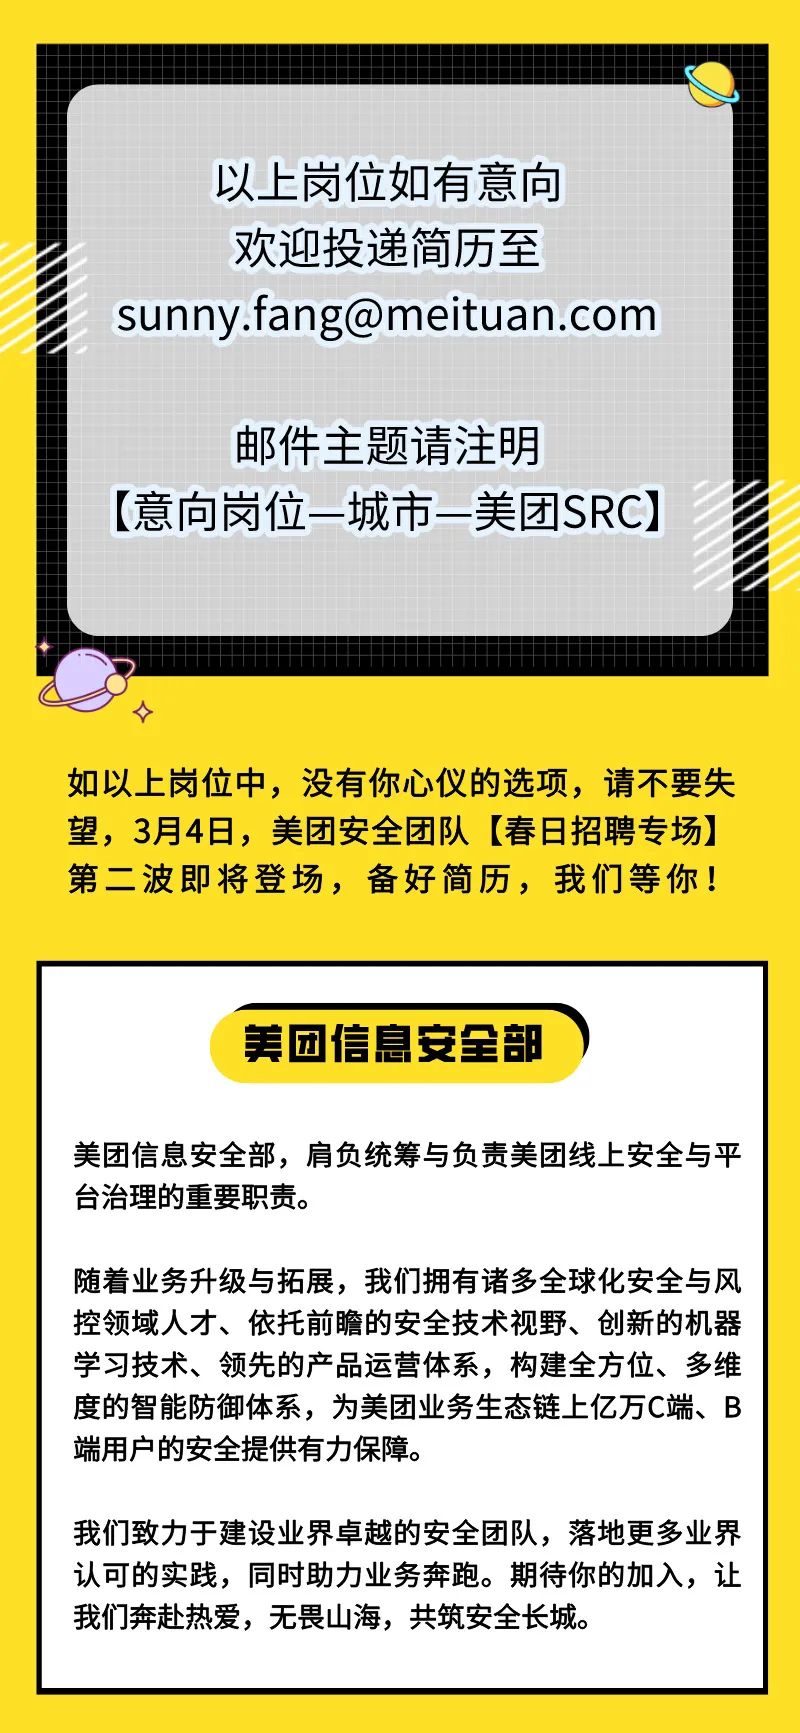 以上岗位如有意向
欢迎投递简历至
sunny.fang@meituan.com
邮件主题请注明
【意向岗位—城市—美团SRC】
如以上岗位中，没有你心仪的选项，请不要失
望，3月4日，美团安全团队【春日招聘专场】
第二波即将登场，备好简历，我们等你！
美团信息安全部
美团信息安全部，肩负统筹与负责美团线上安全与平
台治理的重要职责。
随着业务升级与拓展，我们拥有诸多全球化安全与风
控领域人才、依托前瞻的安全技术视野、创新的机器
学习技术、领先的产品运营体系，构建全方位、多维
度的智能防御体系，为美团业务生态链上亿万C端、B
端用户的安全提供有力保障。
我们致力于建设业界卓越的安全团队，落地更多业界
认可的实践，同时助力业务奔跑。期待你的加入，让
我们奔赴热爱，无畏山海，共筑安全长城。